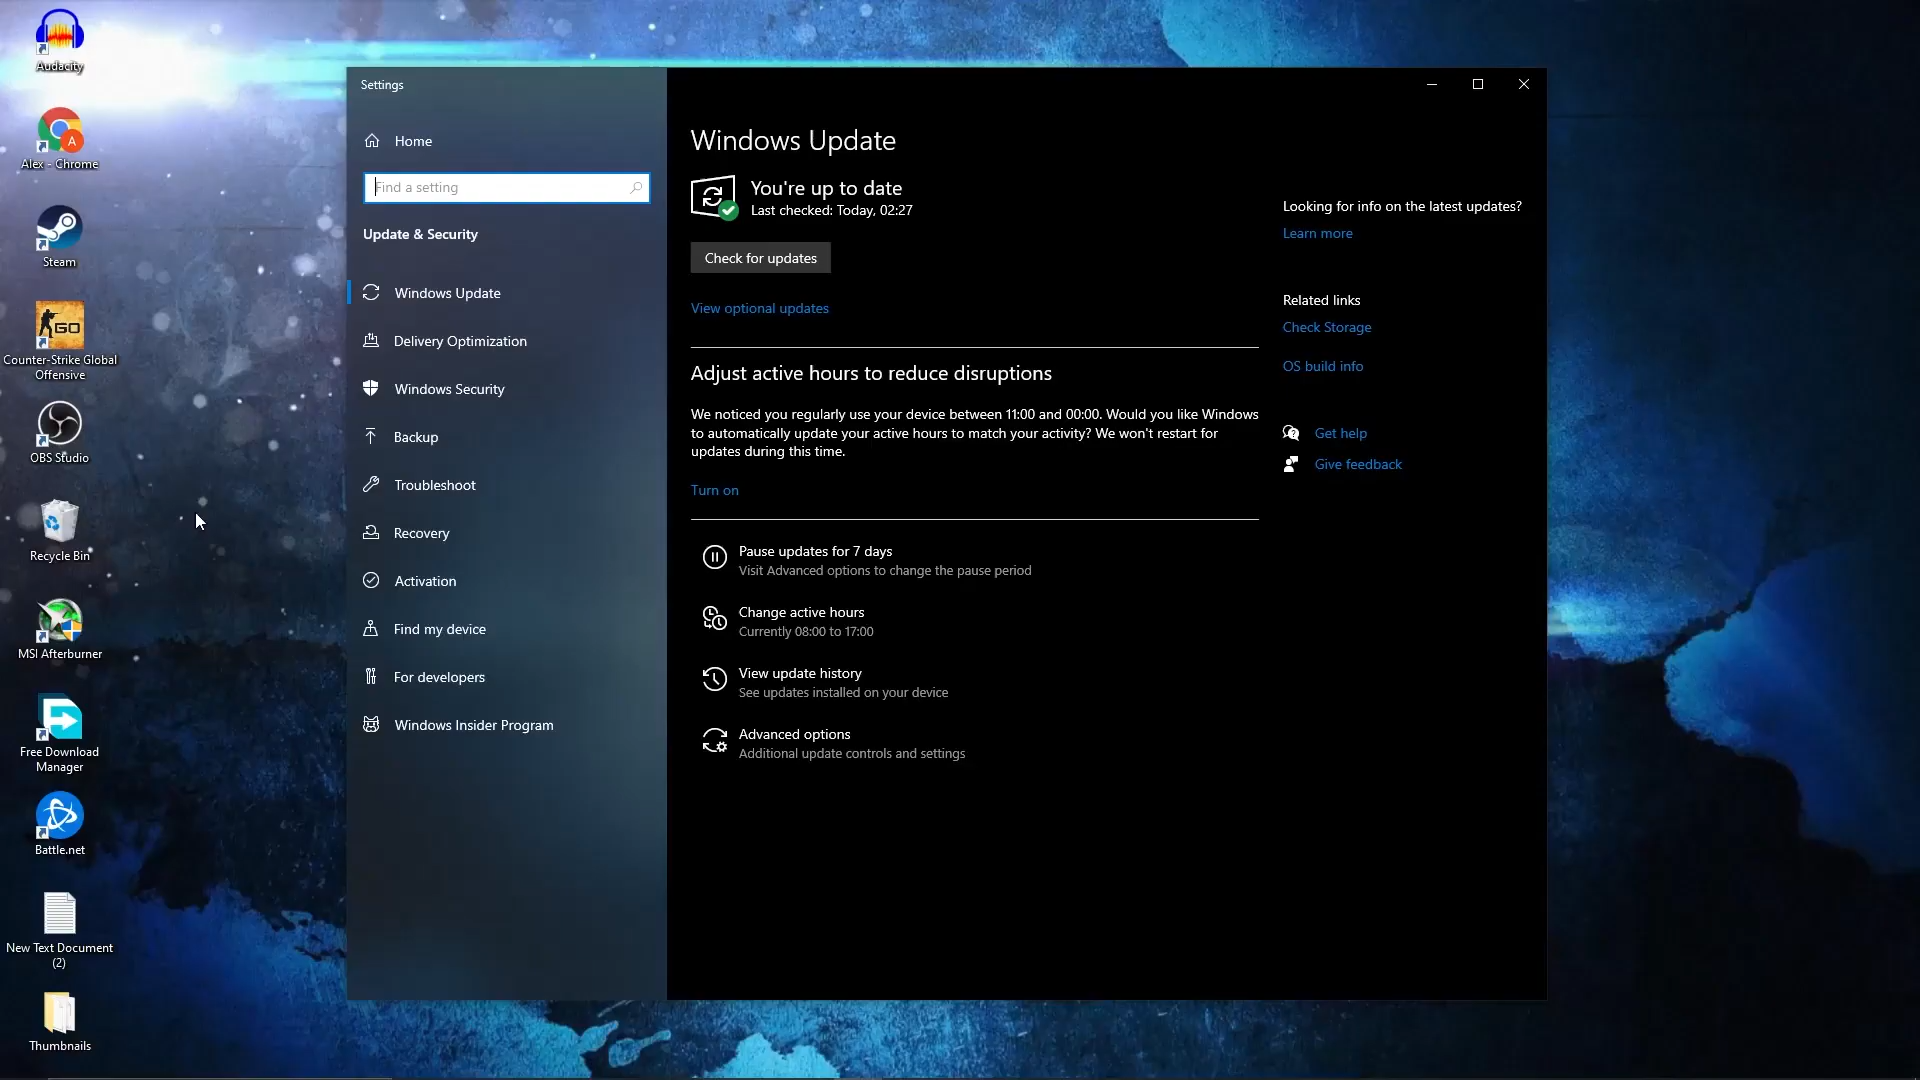 Audacity
Alex - Chrome
Steam
GO
Counter-Strike Global
Offensive
OBS Studio
Recycle Bin
MSI Afterburner
Free Download
Manager
Battle.net
New Text Document
(2)
Thumbnails
Settings
Home
Find a setting
Update & Security
Windows Update
Delivery Optimization
Windows Security
Backup
Troubleshoot
Recovery
Activation
Find my device
For developers
Windows Insider Program
Windows Update
You're up to date
Last checked: Today, 02:27
Check for updates
View optional updates
Adjust active hours to reduce disruptions
We noticed you regularly use your device between 11:00 and 00:00. Would you like Windows
to automatically update your active hours to match your activity? We won't restart for
updates during this time.
Turn on
Pause updates for 7 days
Visit Advanced options to change the pause period
Change active hours
Currently 08:00 to 17:00
View update history
See updates installed on your device
Advanced options
Additional update controls and settings
Looking for info on the latest updates?
Learn more
Related links
Check Storage
OS build info
Get help
Give feedback
A